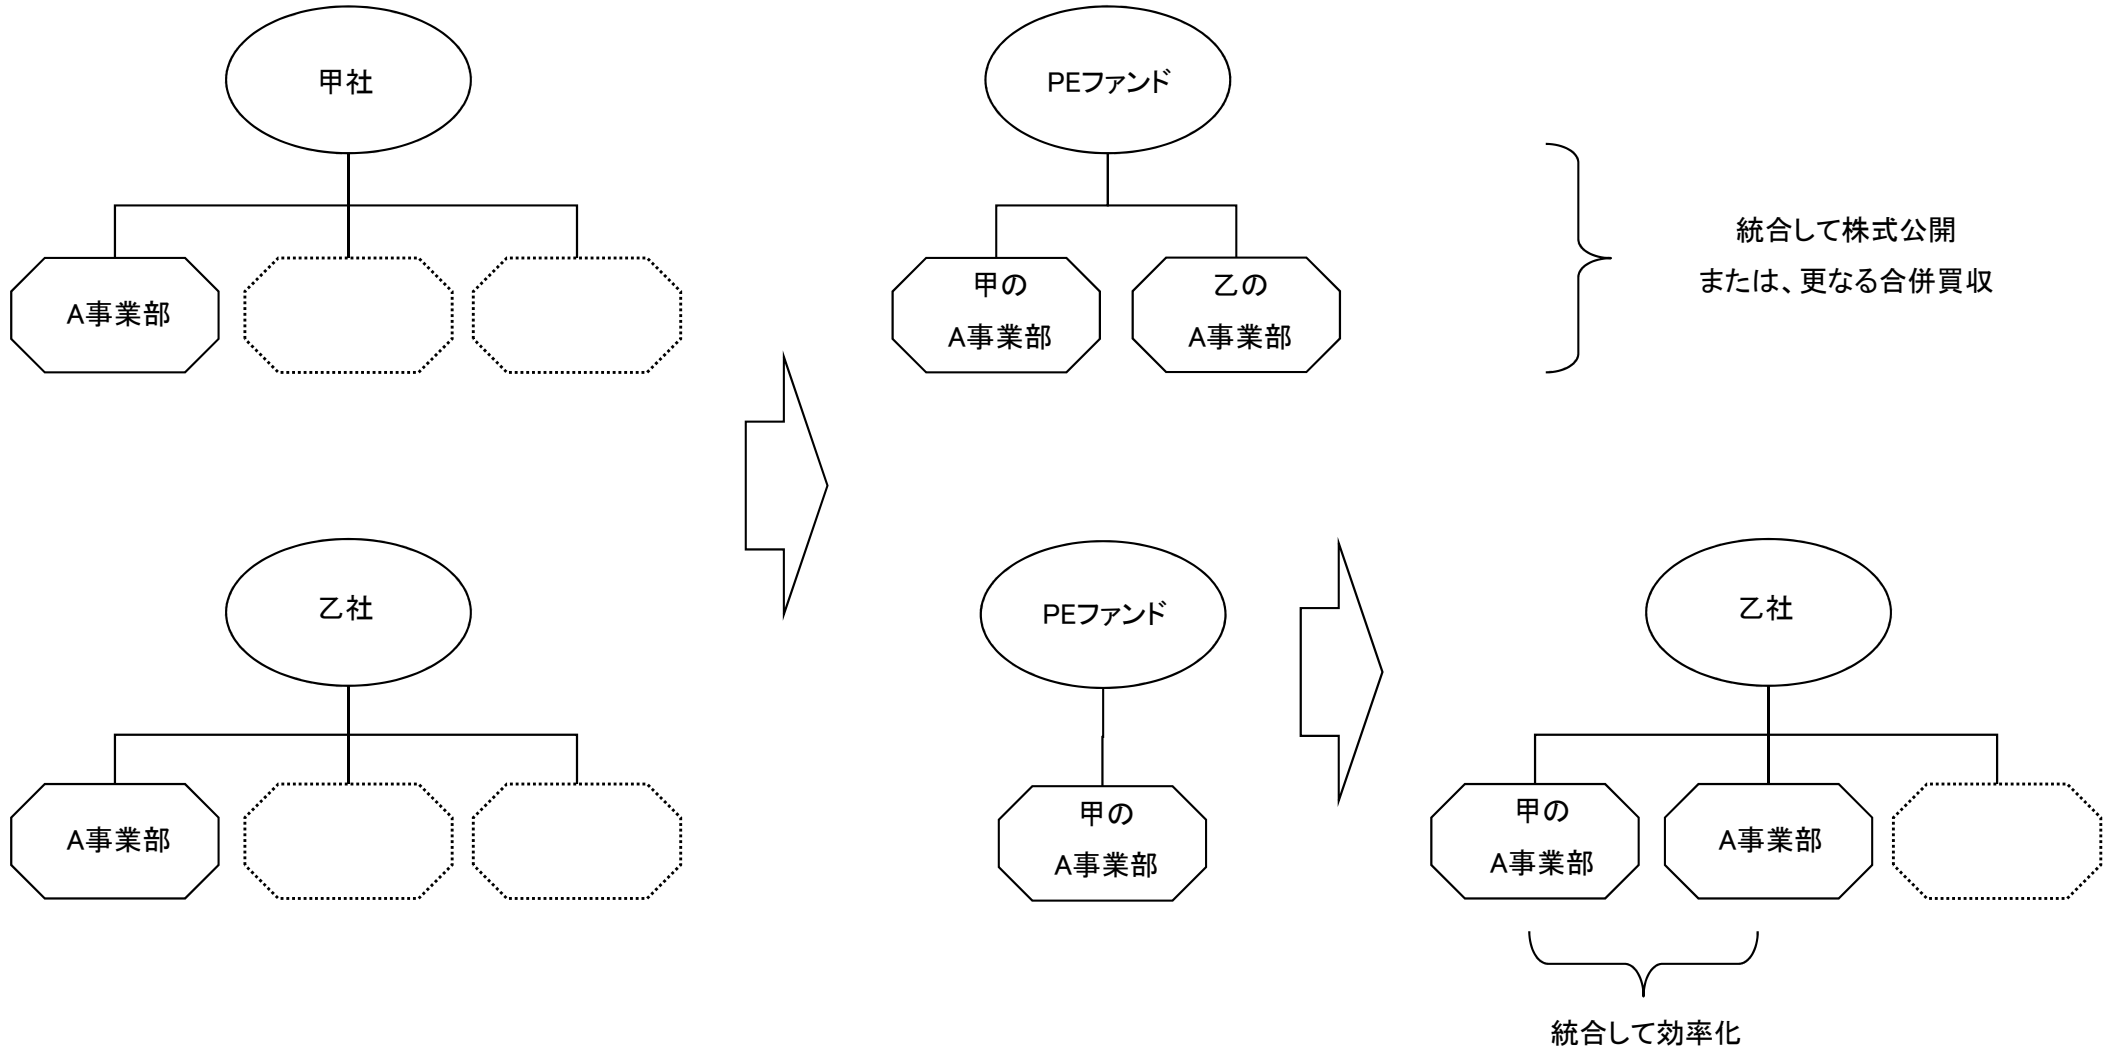 甲社
A事業部
PEファンド
甲の
A事業部
乙の
A事業部
統合して株式公開
または、更なる合併買収
乙社
A事業部
PEファンド
甲の
A事業部
乙社
甲の
A事業部
A事業部
統合して効率化